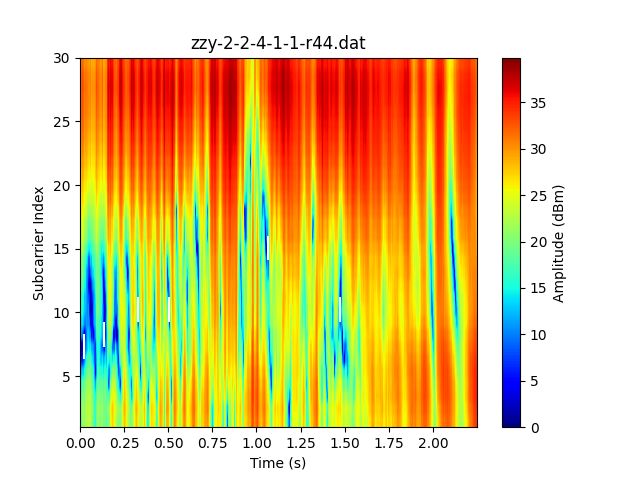 zzy-2-2-4-1-1-r44.dat
30
25
20
15
10
5
Subcarrier Index
0.00 0.25 0.50 0.75 1.00 1.25 1.50 1.75 2.00
Time (s)
35
30
25
20
15
10
5
0
Amplitude (dBm)